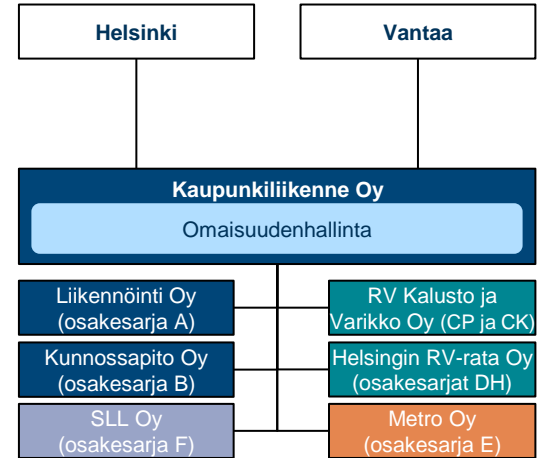 Helsinki
Vantaa
Kaupunkiliikenne Oy
Omaisuudenhallinta
Liikennöinti Oy
(osakesarja A)
RV Kalusto ja
Varikko Oy (CP ja CK)
Kunnossapito Oy
(osakesarja B)
Helsingin RV-rata Oy
(osakesarjat DH)
SLL Oy
(osakesarja F)
Metro Oy
(osakesarja E)